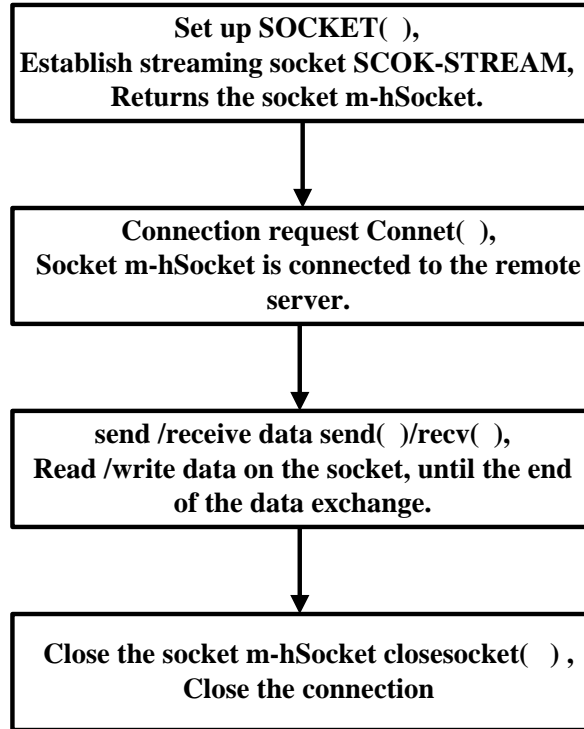 Set up SOCKET(  ),
Establish streaming socket SCOK-STREAM,
Returns the socket m-hSocket.
Connection request Connet(  ),
Socket m-hSocket is connected to the remote
server.
send /receive data send(  )/recv(  ),
Read /write data on the socket, until the end
of the data exchange.
Close the socket m-hSocket closesocket(   ) ,
Close the connection